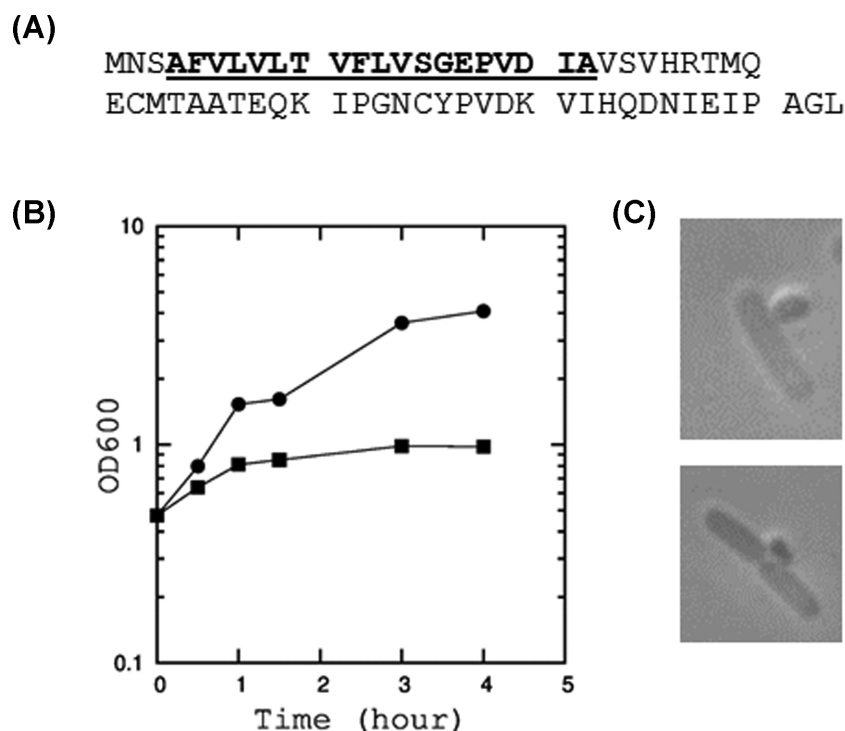 (A)
MNSAFVLVLT VFLVSGEPVD IAVSVHRTMQ
ECMTAATEQK IPGNCYPVDK VIHQDNIEIP AGL
(B)
(C)
10
1
0.1
OD600
0 1 2 3 4 5
Time (hour)